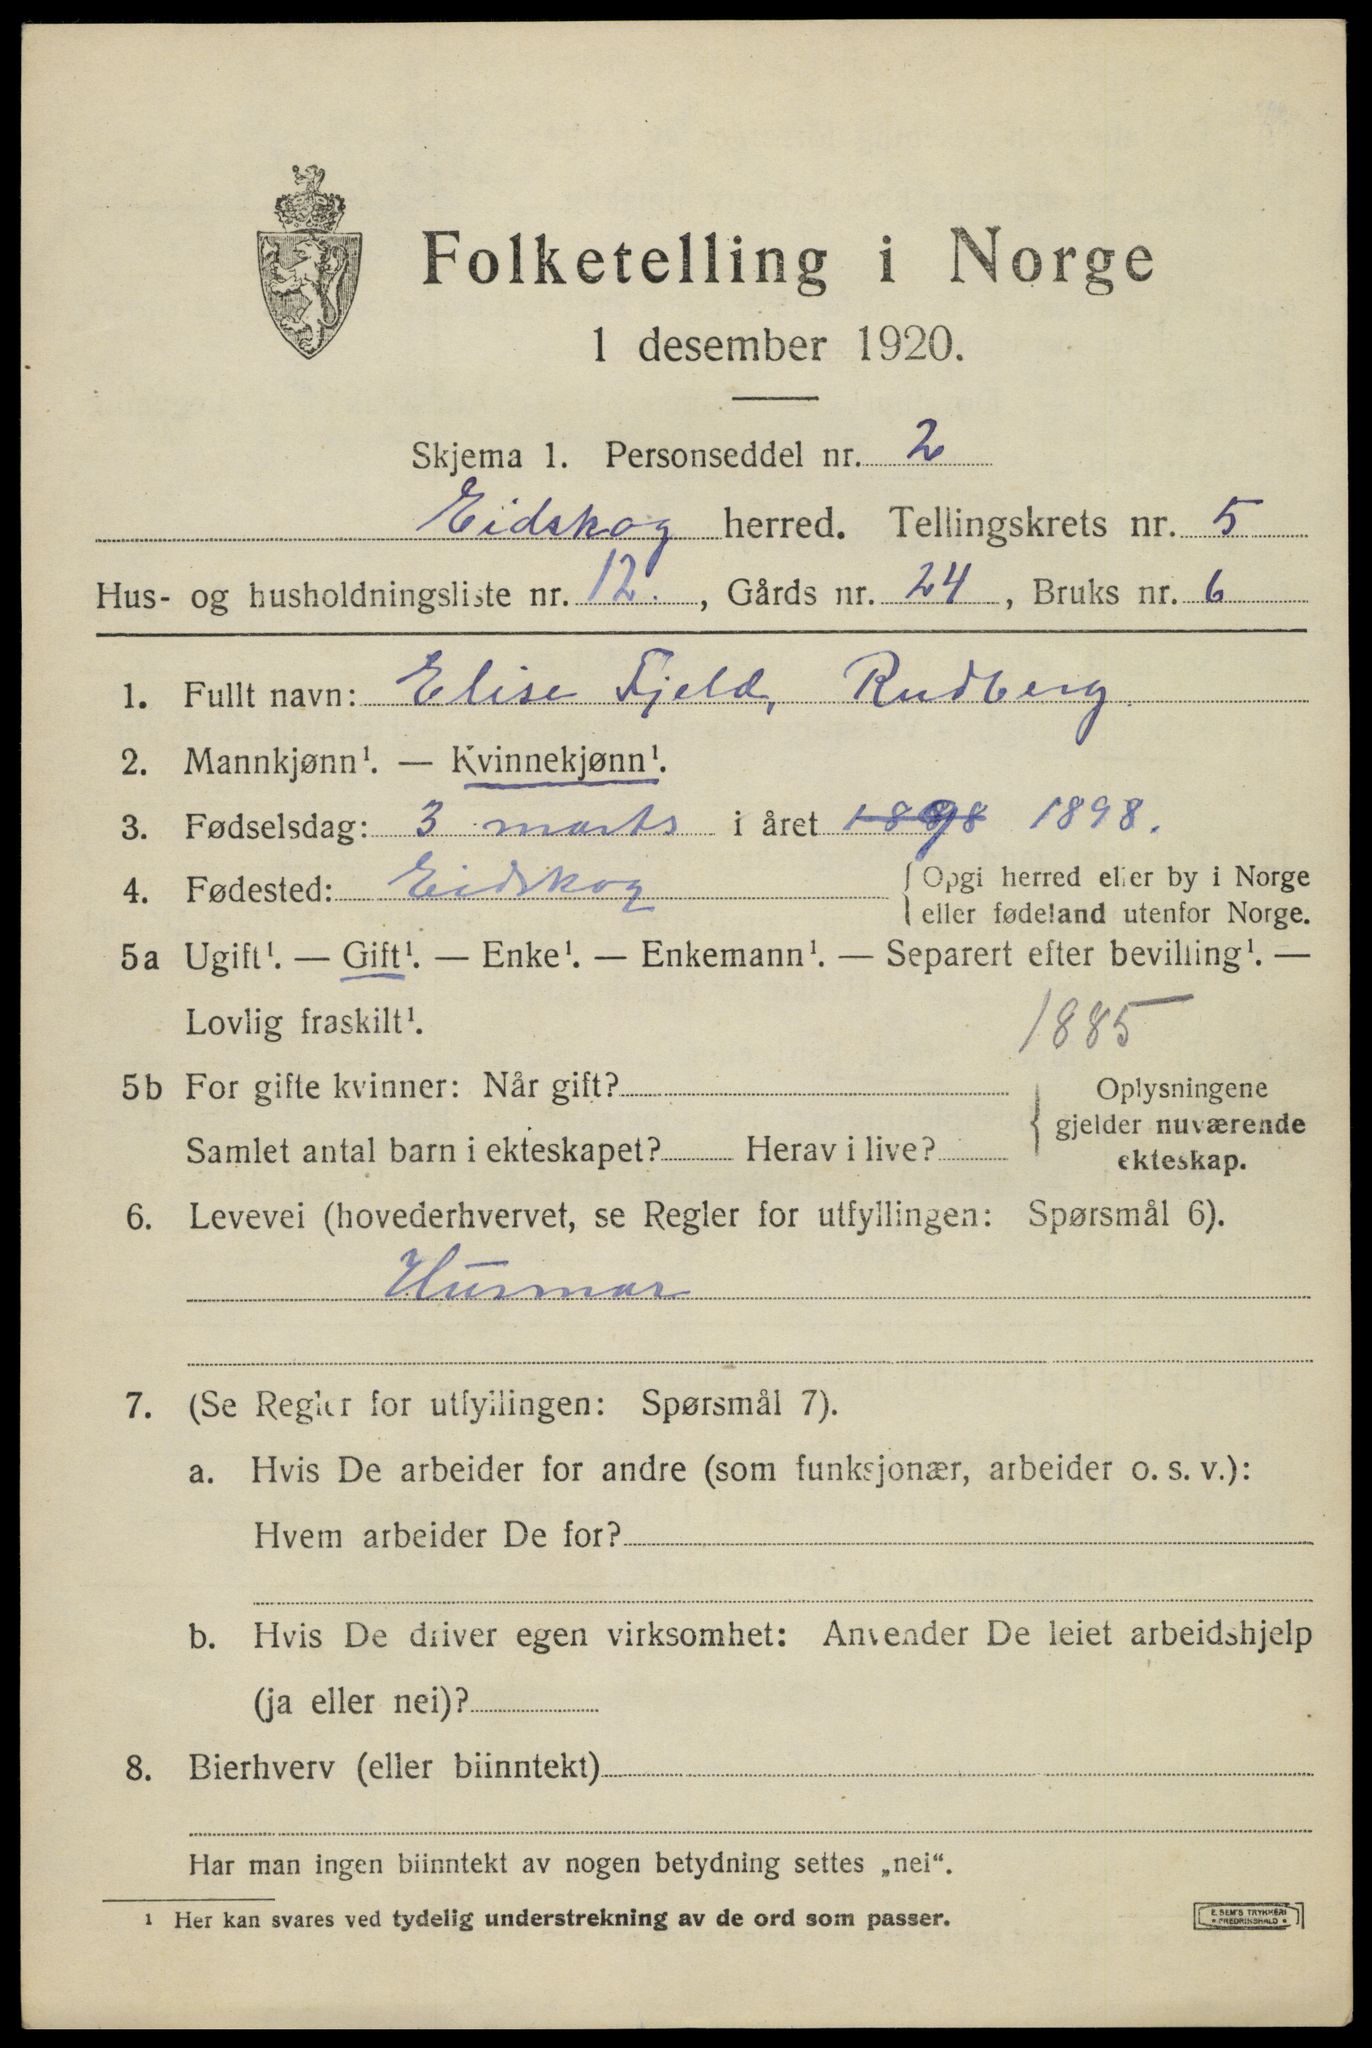 Folketelling i Norge
1 desember 1920.
Skjema 1. Personseddel nr. 2
Eidskog herred. Tellingskrets nr. 5
Hus- og husholdningsliste nr. 12. , Gårds nr. 24 , Bruks nr. 6
1. Fullt navn: Elise Fjeld, Rudberg.
2. Mannkjønn¹. — Kvinnekjønn¹.
3. Fødselsdag: 3 marts i året 1898 1898.
4. Fødested: Eidskog {Opgi herred eller by i Norge
eller fødeland utenfor Norge.
5a Ugift¹. — Gift¹. — Enke¹. — Enkemann¹. — Separert efter bevilling¹. —
Lovlig fraskilt¹.
1885
5b For gifte kvinner: Når gift?
Samlet antal barn i ekteskapet? Herav i live?
{ Oplysningene
gjelder nuværende
ekteskap.
6. Levevei (hovederhvervet, se Regler for utfyllingen: Spørsmål 6).
Husmor
7. (Se Regler for utfyllingen: Spørsmål 7).
a. Hvis De arbeider for andre (som funksjonær, arbeider o. s. v.):
Hvem arbeider De for?
b. Hvis De driver egen virksomhet: Anvender De leiet arbeidshjelp
(ja eller nei)?
8. Bierhverv (eller biinntekt)
Har man ingen biinntekt av nogen betydning settes „nei“.
¹ Her kan svares ved tydelig understrekning av de ord som passer.
E. SEM'S TRYKKERI
• FREDRIKSHALD •